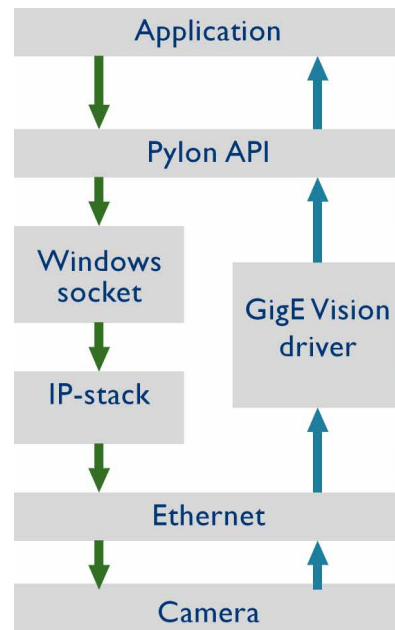 Application
Pylon API
Windows
socket
GigE Vision
driver
IP-stack
Ethernet
Camera